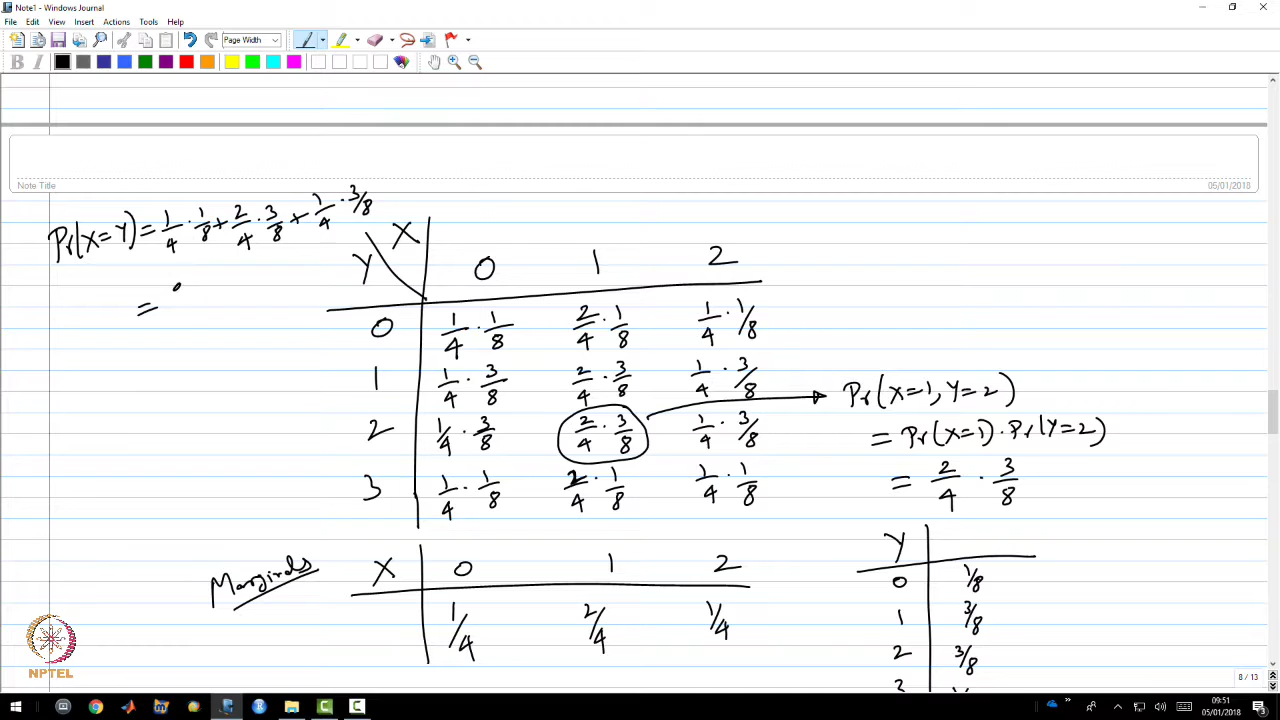 Note1 - Windows Journal
File Edit View Insert Actions Tools Help
Page Width
B I
Note Title
05/01/2018
Pr(X=Y) = 1/4 · 1/8 + 2/4 · 3/8 + 1/4 · 3/8
=
X
Y
0 1 2
0 1/4 · 1/8 2/4 · 1/8 1/4 · 1/8
1 1/4 · 3/8 2/4 · 3/8 1/4 · 3/8
2 1/4 · 3/8 2/4 · 3/8 1/4 · 3/8
3 1/4 · 1/8 2/4 · 1/8 1/4 · 1/8
Pr(X=1, Y=2)
= Pr(X=1) · Pr(Y=2)
= 2/4 · 3/8
Marginals
X 0 1 2
1/4 2/4 1/4
Y
0 1/8
1 3/8
2 3/8
NPTEL
8 / 13
09:51
05/01/2018